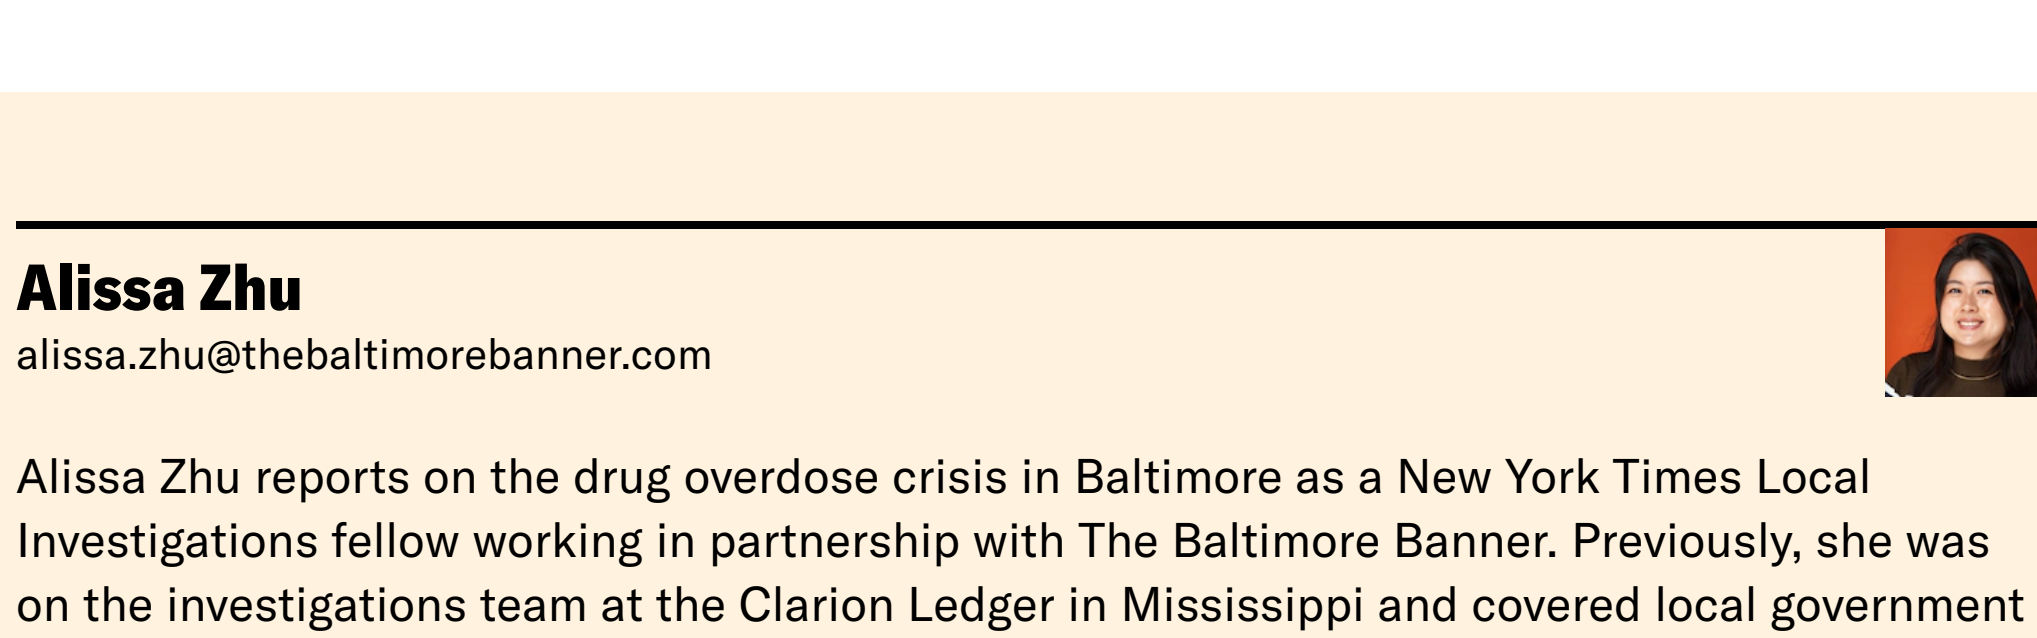 Alissa Zhu
alissa.zhu@thebaltimorebanner.com
Alissa Zhu reports on the drug overdose crisis in Baltimore as a New York Times Local
Investigations fellow working in partnership with The Baltimore Banner. Previously, she was
on the investigations team at the Clarion Ledger in Mississippi and covered local government